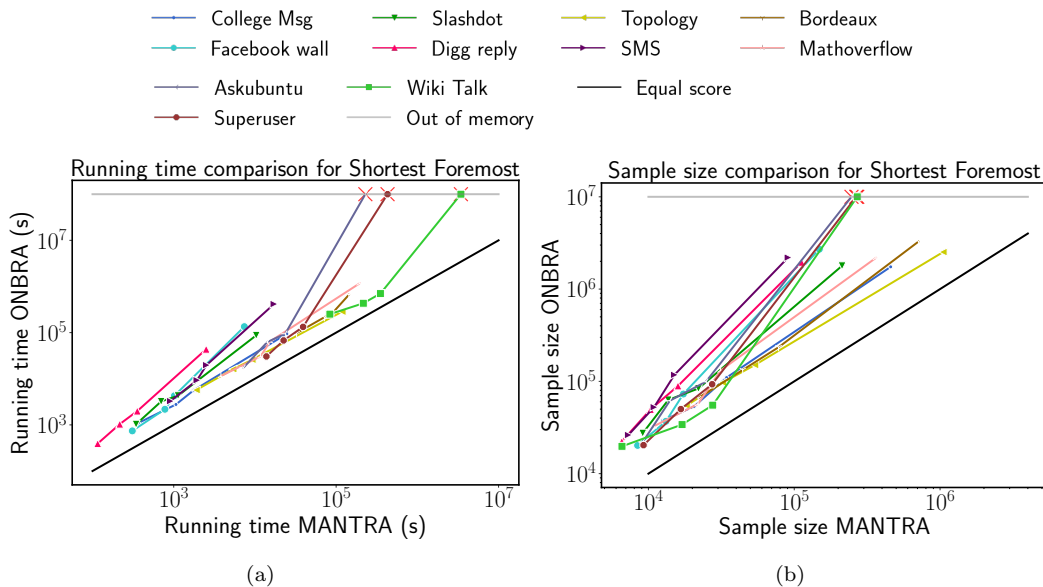 College Msg Slashdot Topology Bordeaux
Facebook wall Digg reply SMS Mathoverflow
Askubuntu Wiki Talk Equal score
Superuser Out of memory
Running time comparison for Shortest Foremost
Running time ONBRA (s)
10^7
10^5
10^3
10^3 10^5 10^7
Running time MANTRA (s)
(a)
Sample size comparison for Shortest Foremost
Sample size ONBRA
10^7
10^6
10^5
10^4
10^4 10^5 10^6
Sample size MANTRA
(b)